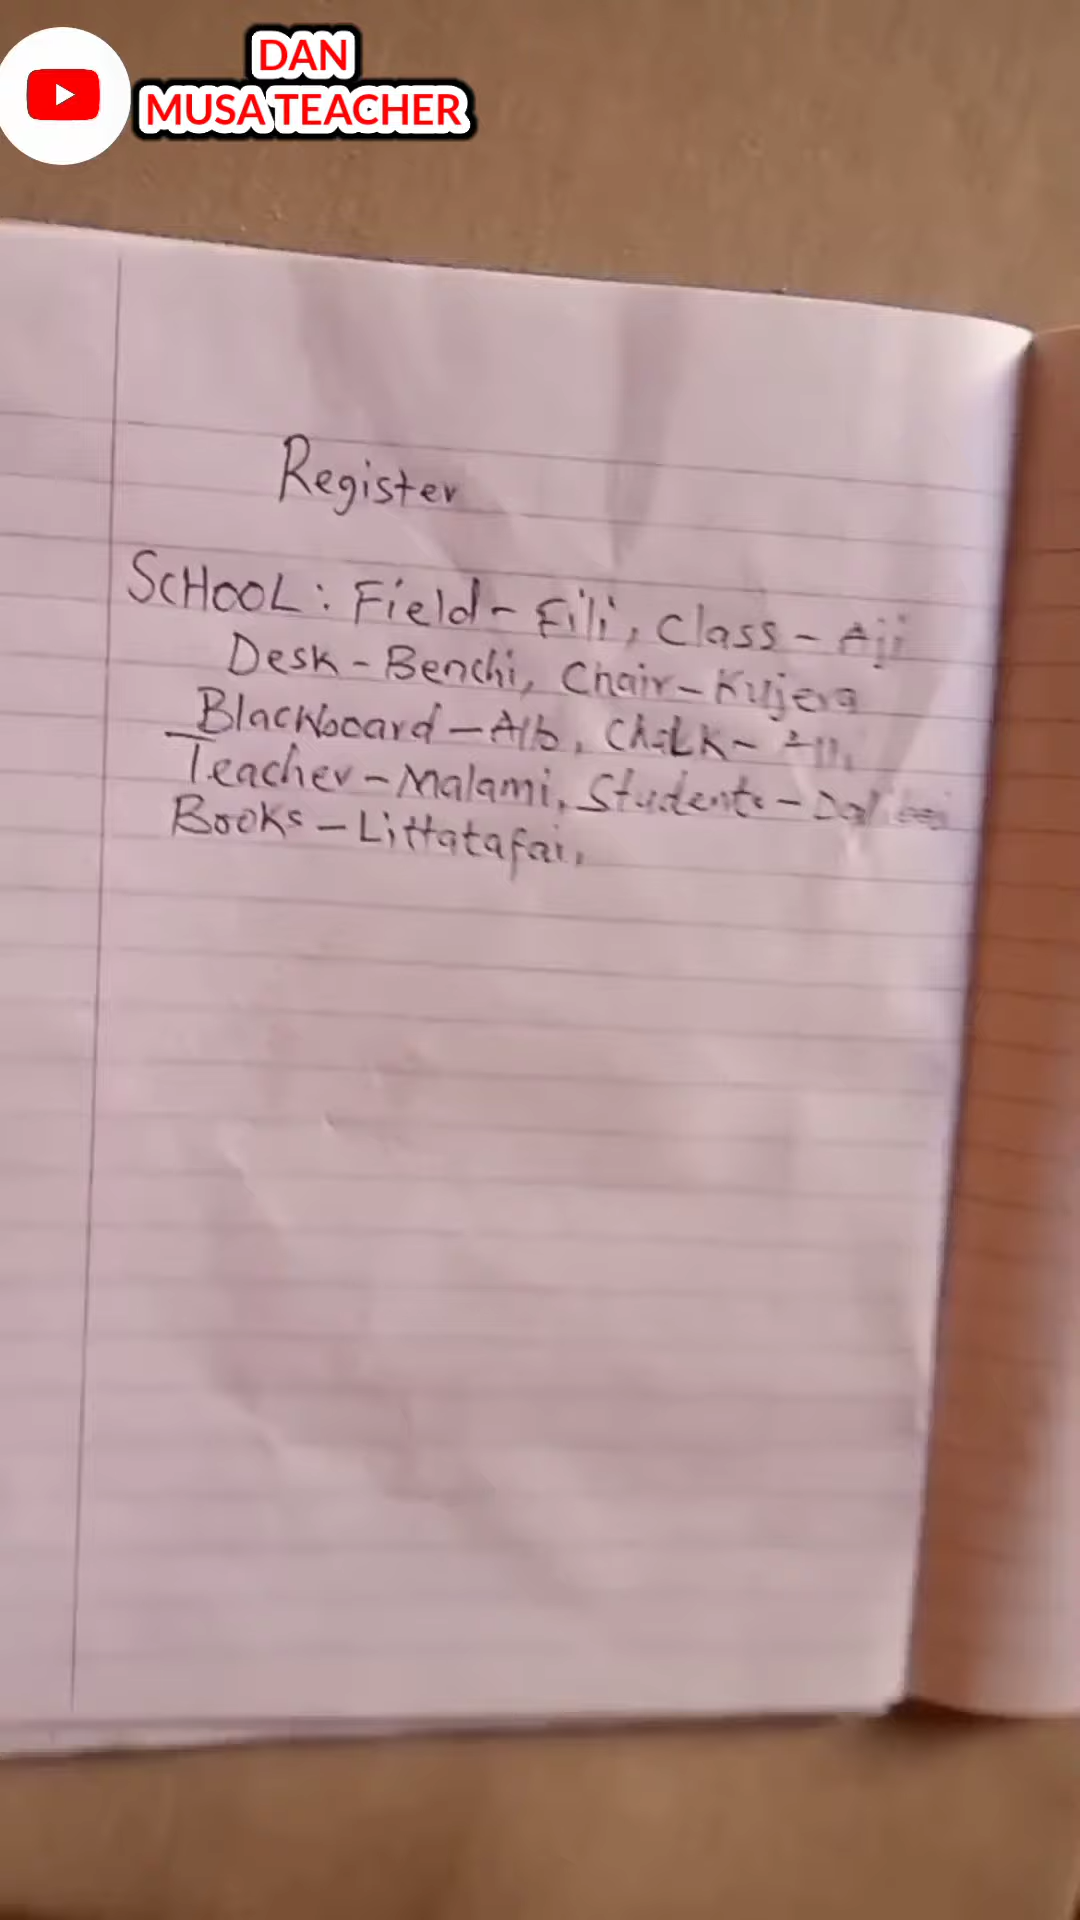 DAN
MUSA TEACHER
Register
SCHOOL: Field - Fili, Class - Aji
Desk - Benchi, Chair - Kujera
Blackboard - Allo, Chalk -
Teacher - Malami, Students - Dalibai
Books - Littatafai.